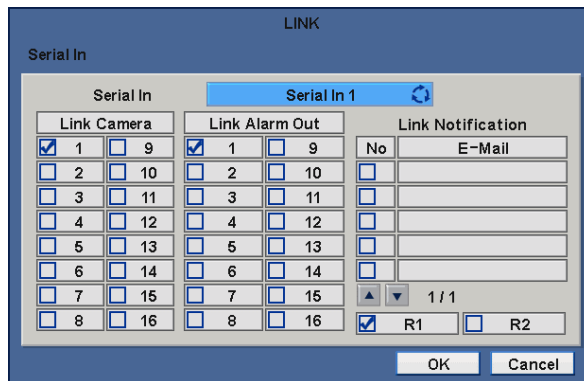 LINK
Serial In
Serial In Serial In 1
Link Camera Link Alarm Out Link Notification
1 9 1 9 No E-Mail
2 10 2 10
3 11 3 11
4 12 4 12
5 13 5 13
6 14 6 14
7 15 7 15 1 / 1
8 16 8 16 R1 R2
OK Cancel